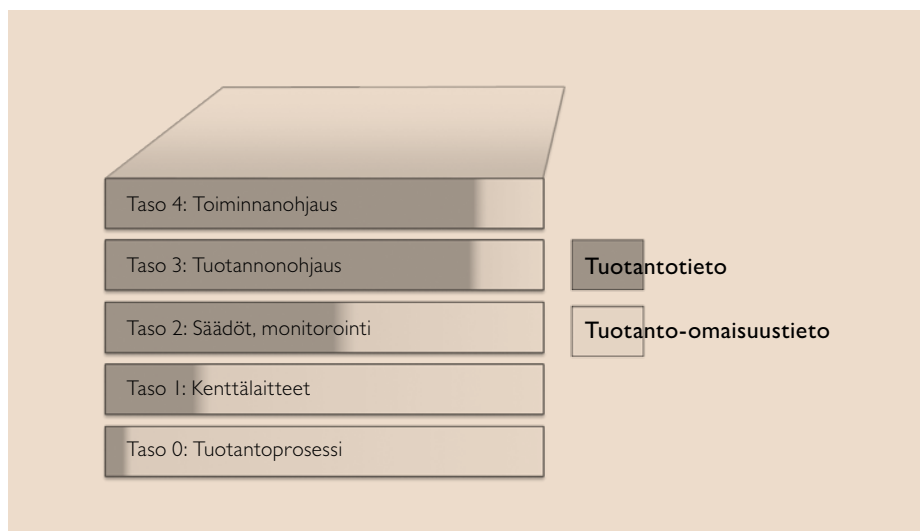 Taso 4: Toiminnanohjaus
Taso 3: Tuotannonohjaus
Tuotantotieto
Taso 2: Säädöt, monitorointi
Tuotanto-omaisuustieto
Taso 1: Kenttälaitteet
Taso 0: Tuotantoprosessi